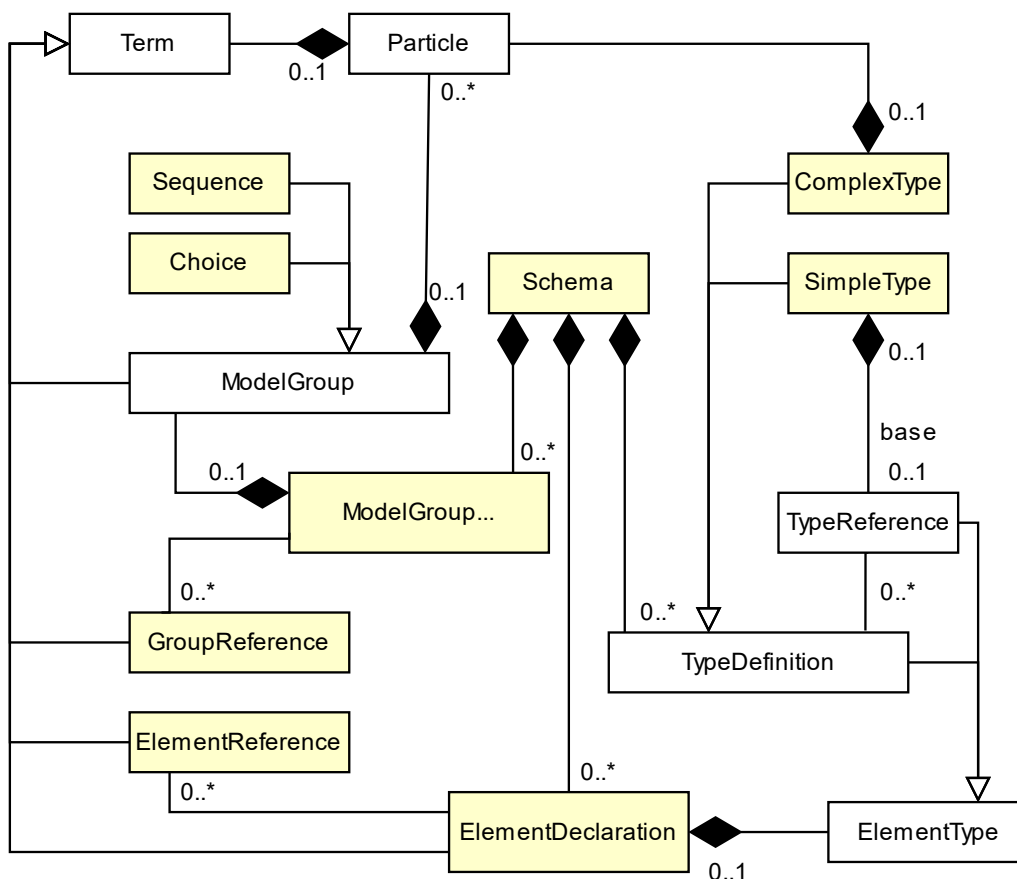 Term
Particle
0..1
0..*
0..1
Sequence
ComplexType
Choice
Schema
SimpleType
0..1
0..1
ModelGroup
base
0..1
0..*
0..1
ModelGroup...
TypeReference
0..*
0..*
0..*
GroupReference
TypeDefinition
ElementReference
0..*
0..*
ElementDeclaration
ElementType
0..1